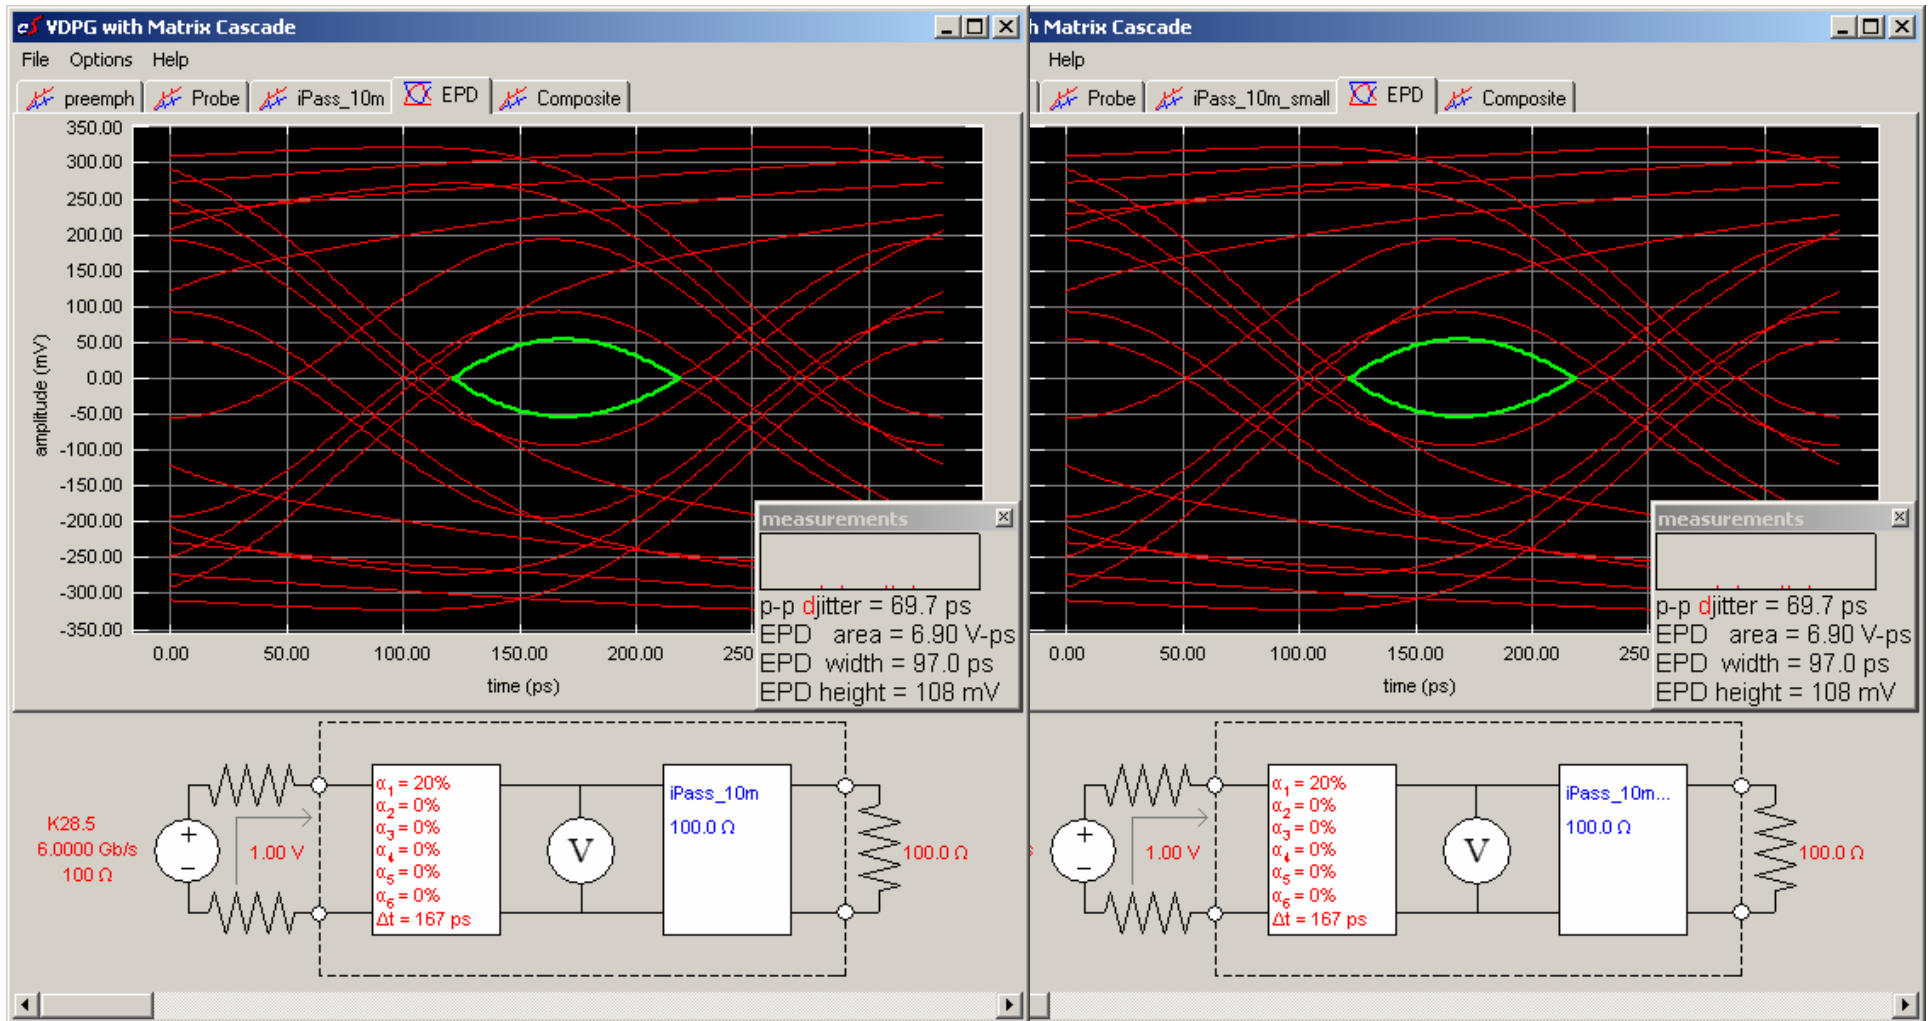 VDPG with Matrix Cascade
File Options Help
preemph Probe iPass_10m EPD Composite
350.00
300.00
250.00
200.00
150.00
100.00
50.00
0.00
-50.00
-100.00
-150.00
-200.00
-250.00
-300.00
-350.00
amplitude (mV)
0.00 50.00 100.00 150.00 200.00 250
time (ps)
measurements
p-p djitter = 69.7 ps
EPD area = 6.90 V-ps
EPD width = 97.0 ps
EPD height = 108 mV
K28.5
6.0000 Gb/s
100 Ω
1.00 V
α1 = 20%
α2 = 0%
α3 = 0%
α4 = 0%
α5 = 0%
α6 = 0%
Δt = 167 ps
V
iPass_10m
100.0 Ω
100.0 Ω
h Matrix Cascade
Help
Probe iPass_10m_small EPD Composite
0.00 50.00 100.00 150.00 200.00 250
time (ps)
measurements
p-p djitter = 69.7 ps
EPD area = 6.90 V-ps
EPD width = 97.0 ps
EPD height = 108 mV
1.00 V
α1 = 20%
α2 = 0%
α3 = 0%
α4 = 0%
α5 = 0%
α6 = 0%
Δt = 167 ps
V
iPass_10m...
100.0 Ω
100.0 Ω